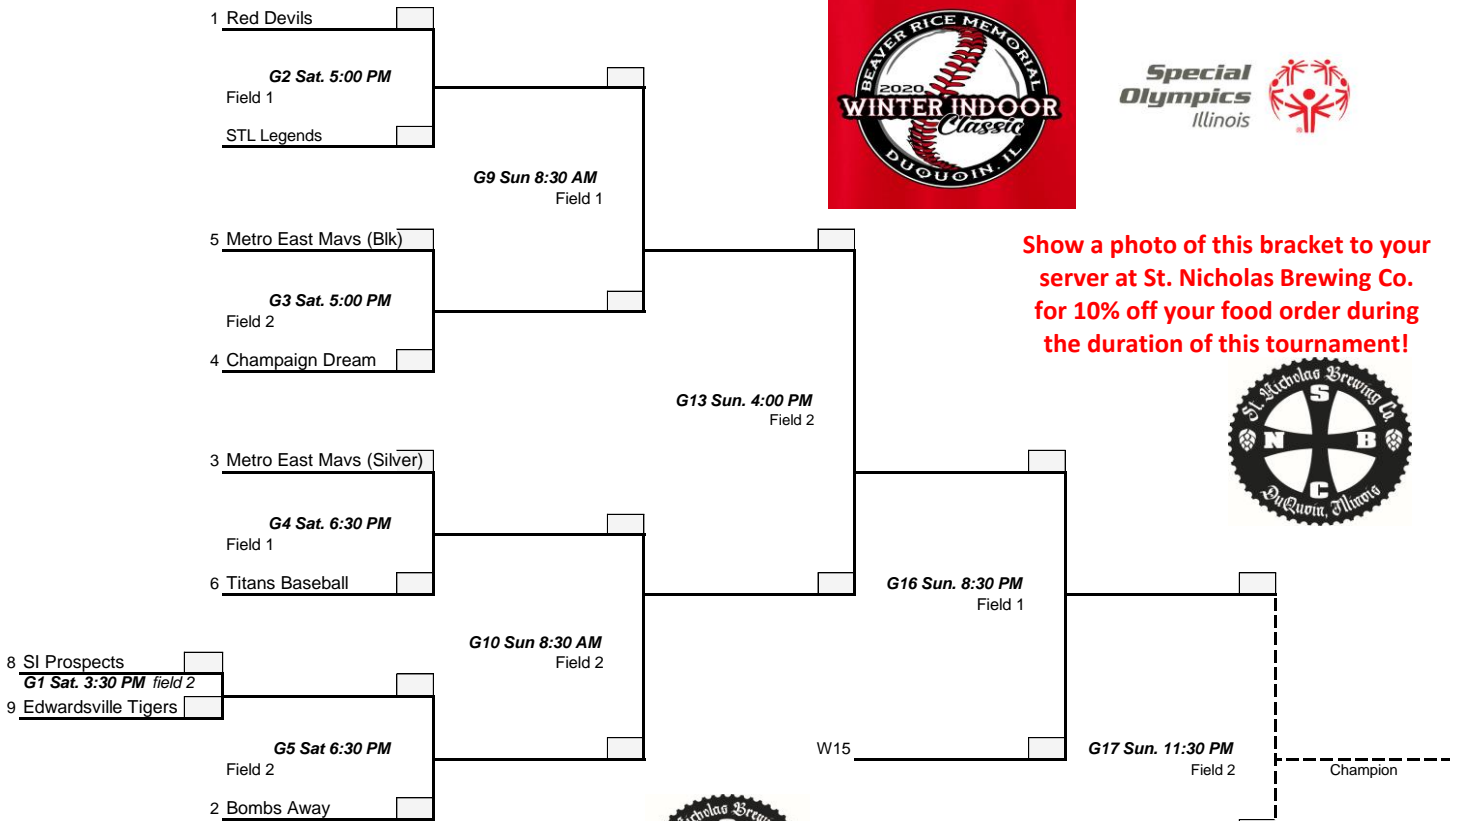 1 Red Devils
G2 Sat. 5:00 PM
Field 1
STL Legends
G9 Sun 8:30 AM
Field 1
5 Metro East Mavs (Blk)
G3 Sat. 5:00 PM
Field 2
4 Champaign Dream
G13 Sun. 4:00 PM
Field 2
3 Metro East Mavs (Silver)
G4 Sat. 6:30 PM
Field 1
6 Titans Baseball
G16 Sun. 8:30 PM
Field 1
G10 Sun 8:30 AM
Field 2
8 SI Prospects
G1 Sat. 3:30 PM field 2
9 Edwardsville Tigers
G5 Sat 6:30 PM
Field 2
2 Bombs Away
W15
G17 Sun. 11:30 PM
Field 2
Champion
BEAVER RICE MEMORIAL
2020
WINTER INDOOR
Classic
DUQUOIN, IL
Special
Olympics
Illinois
Show a photo of this bracket to your
server at St. Nicholas Brewing Co.
for 10% off your food order during
the duration of this tournament!
St. Nicholas Brewing Co.
S
N B
C
DuQuoin, Illinois